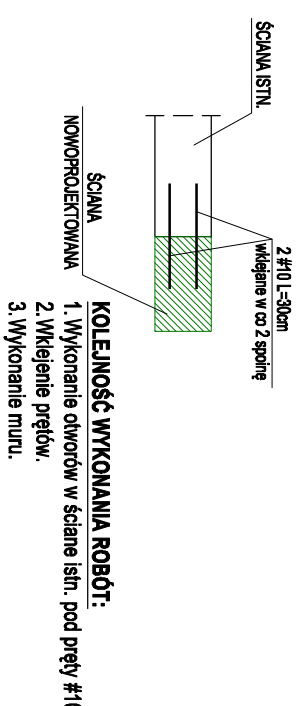 ŚCIANA ISTN.
2 #10 L=30cm
wklejane w co 2 spoinę
ŚCIANA
NOWOPROJEKTOWANA
KOLEJNOŚĆ WYKONANIA ROBÓT:
1. Wykonanie otworów w ściane istn. pod pręty #10
2.Wklejenie prętów.
3.Wykonanie muru.